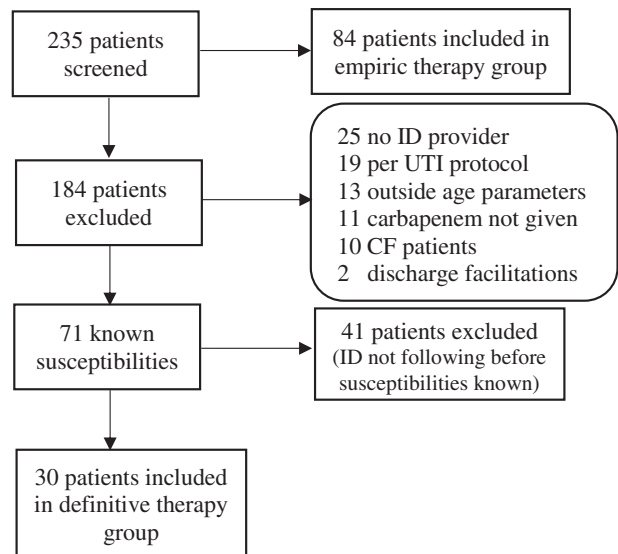 235 patients
screened
84 patients included in
empiric therapy group
184 patients
excluded
25 no ID provider
19 per UTI protocol
13 outside age parameters
11 carbapenem not given
10 CF patients
2 discharge facilitations
71 known
susceptibilities
41 patients excluded
(ID not following before
susceptibilities known)
30 patients included
in definitive therapy
group